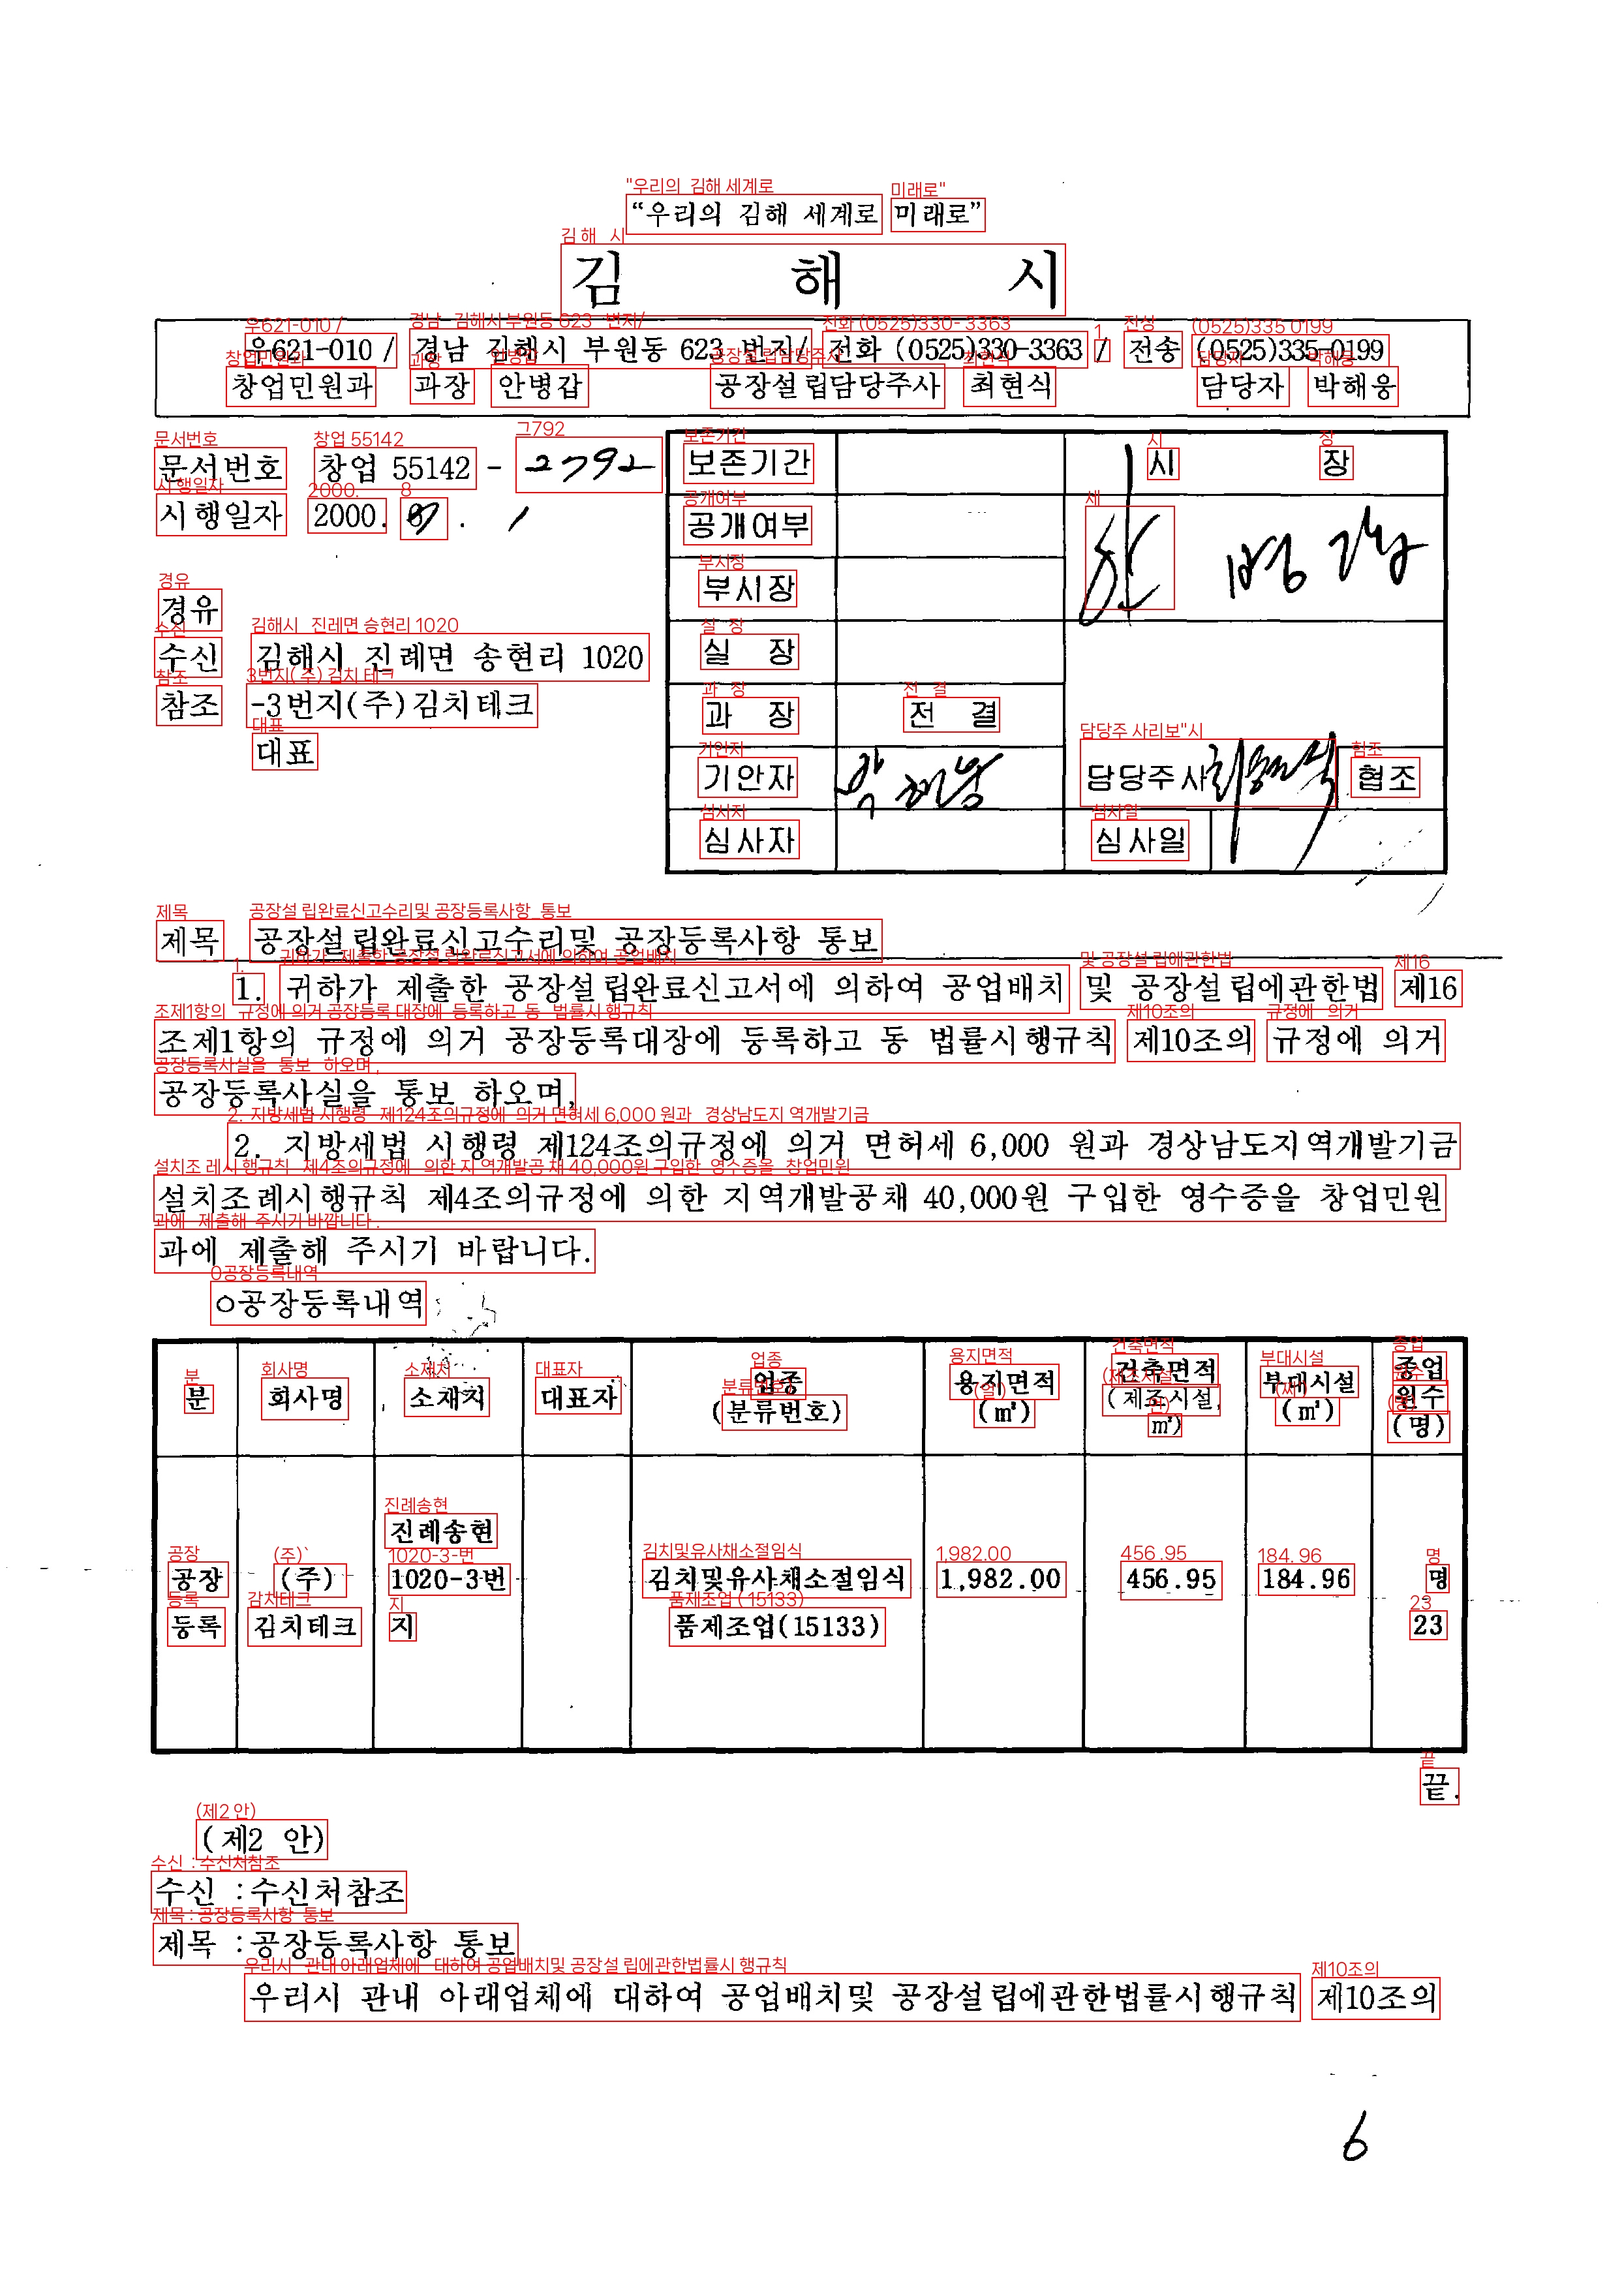 “우리의 김해 세계로 미래로”
김 해 시
우621-010 / 경남 김해시 부원동 623 번지/ 전화 (0525)330-3363 / 전송 (0525)335-0199
창업민원과 과장 안병갑 공장설립담당주사 최현식 담당자 박해웅
문서번호 창업 55142 - 2792
시행일자 2000. . 1
경유
수신 김해시 진례면 송현리 1020
참조 -3번지(주)김치테크
대표
보존기간 시 장
공개여부
부시장
실 장
과 장 전 결
기안자 담당주사 협조
심사자 심사일
제목 공장설립완료신고수리및 공장등록사항 통보
1. 귀하가 제출한 공장설립완료신고서에 의하여 공업배치 및 공장설립에관한법 제16
조제1항의 규정에 의거 공장등록대장에 등록하고 동 법률시행규칙 제10조의 규정에 의거
공장등록사실을 통보 하오며,
2. 지방세법 시행령 제124조의규정에 의거 면허세 6,000 원과 경상남도지역개발기금
설치조례시행규칙 제4조의규정에 의한 지역개발공채 40,000원 구입한 영수증을 창업민원
과에 제출해 주시기 바랍니다.
○공장등록내역
분 회사명 소재지 대표자 업종 (분류번호) 용지면적 (㎡) 건축면적 (제조시설, ㎡) 부대시설 (㎡) 종업원수 (명)
공장등록 (주)김치테크 진례송현 1020-3번지 김치및유사채소절임식품제조업(15133) 1,982.00 456.95 184.96 명 23
끝.
(제2 안)
수신 :수신처참조
제목 :공장등록사항 통보
우리시 관내 아래업체에 대하여 공업배치및 공장설립에관한법률시행규칙 제10조의
6